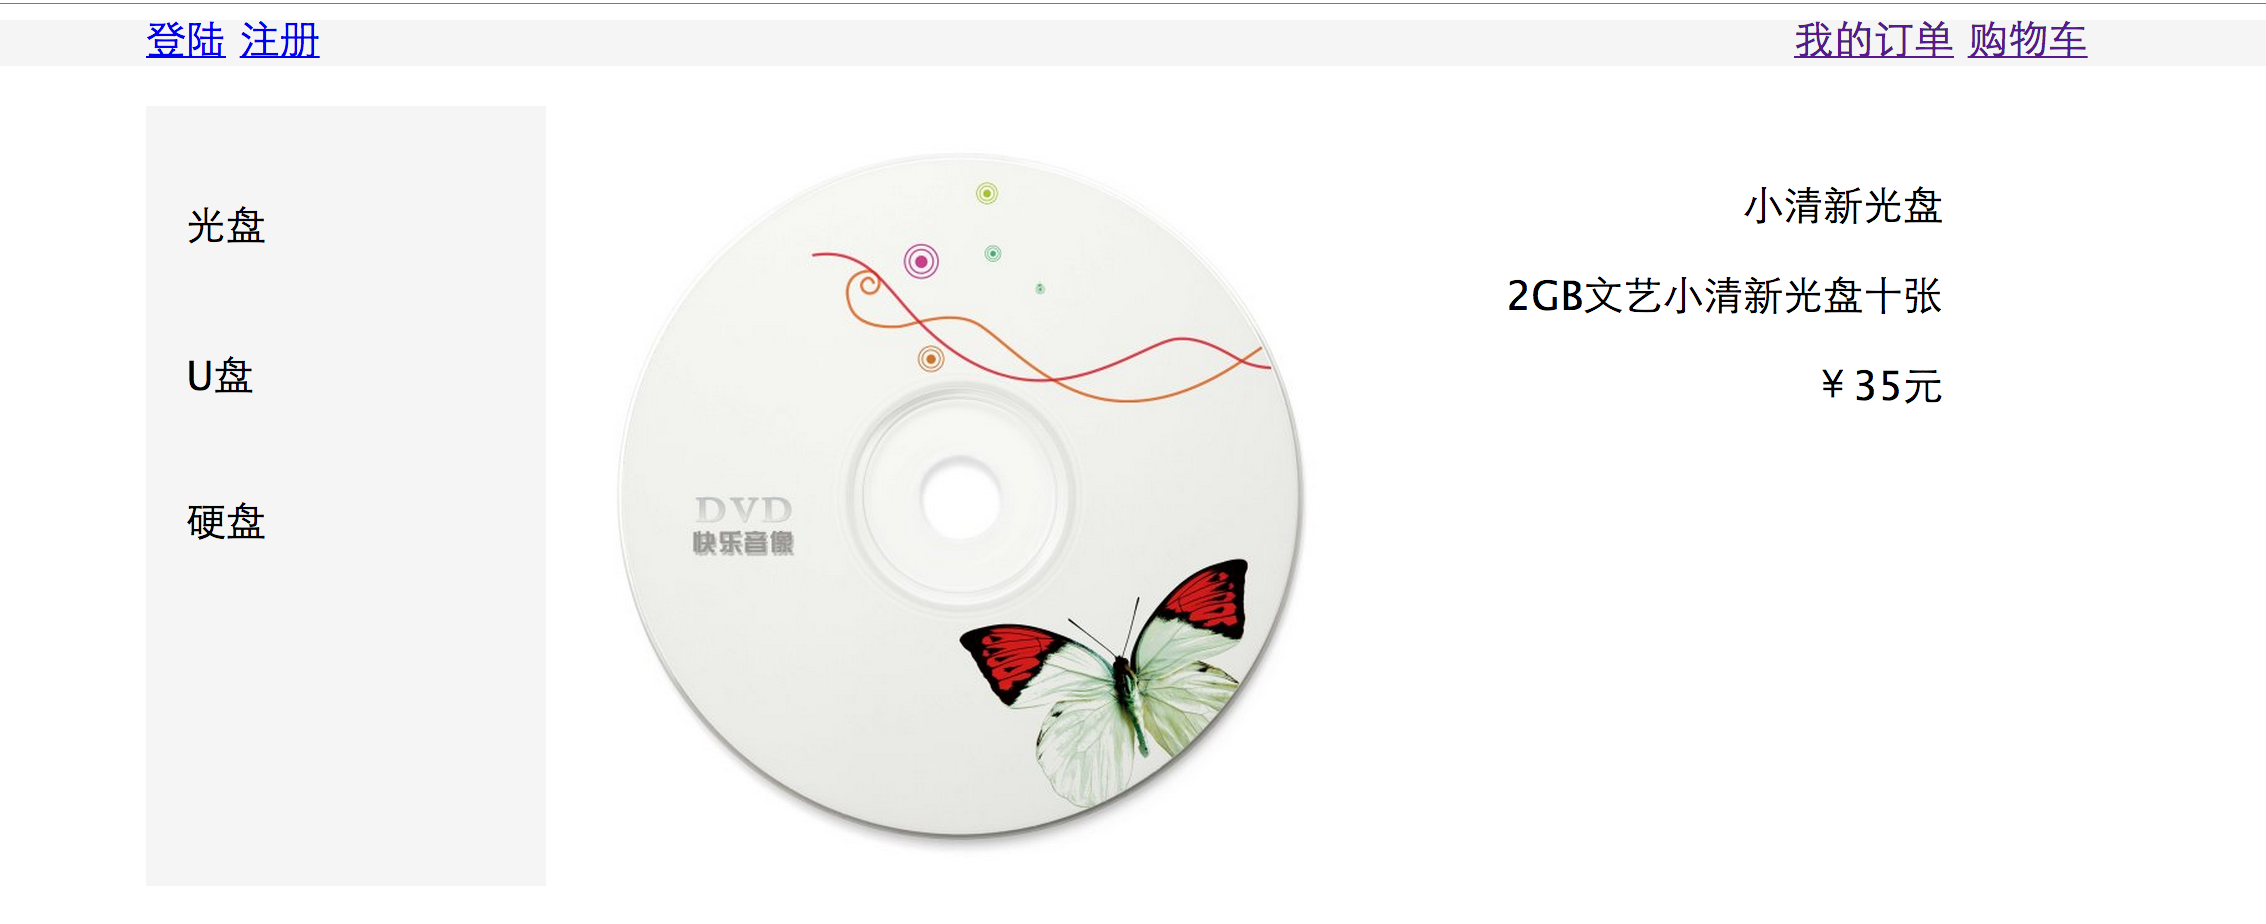 登陆 注册
我的订单 购物车
光盘
U盘
硬盘
DVD
快乐音像
小清新光盘
2GB文艺小清新光盘十张
￥35元